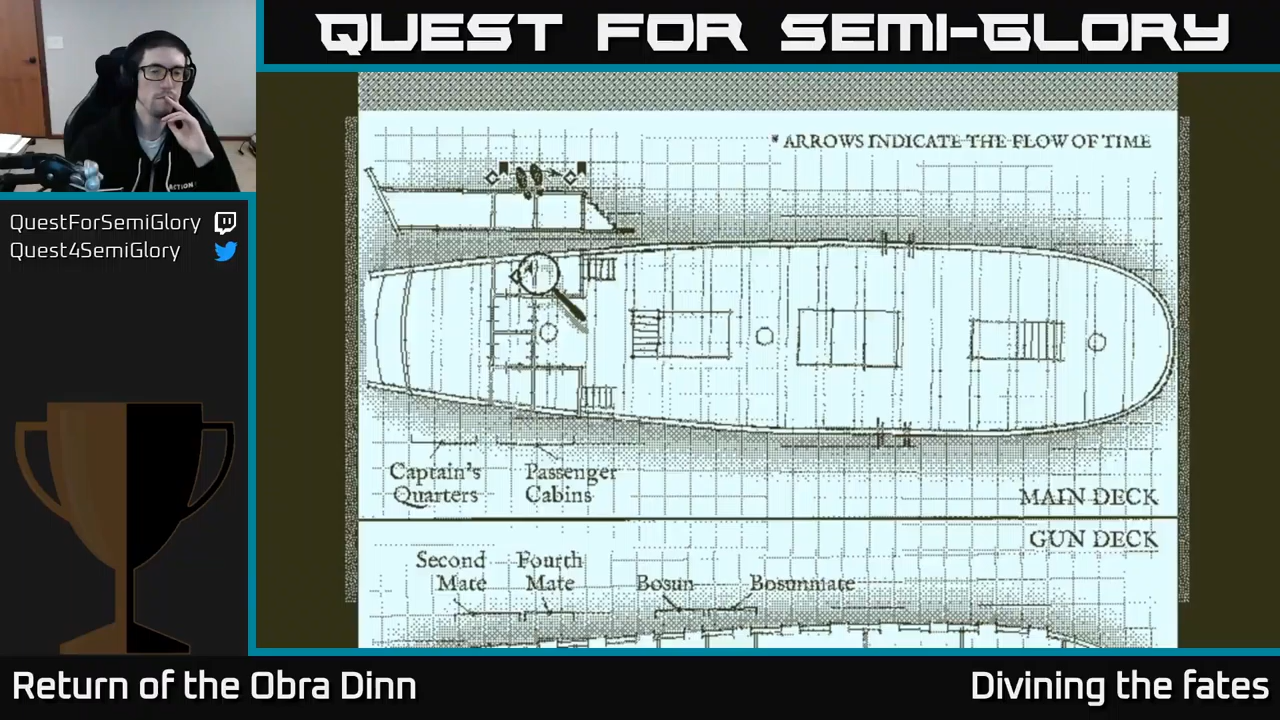 QUEST FOR SEMI-GLORY
ACTION
QuestForSemiGlory
Quest4SemiGlory
* ARROWS INDICATE THE FLOW OF TIME
Captain's
Quarters
Passenger
Cabins
MAIN DECK
GUN DECK
Second
Mate
Fourth
Mate
Bosun
Bosunmate
Return of the Obra Dinn
Divining the fates